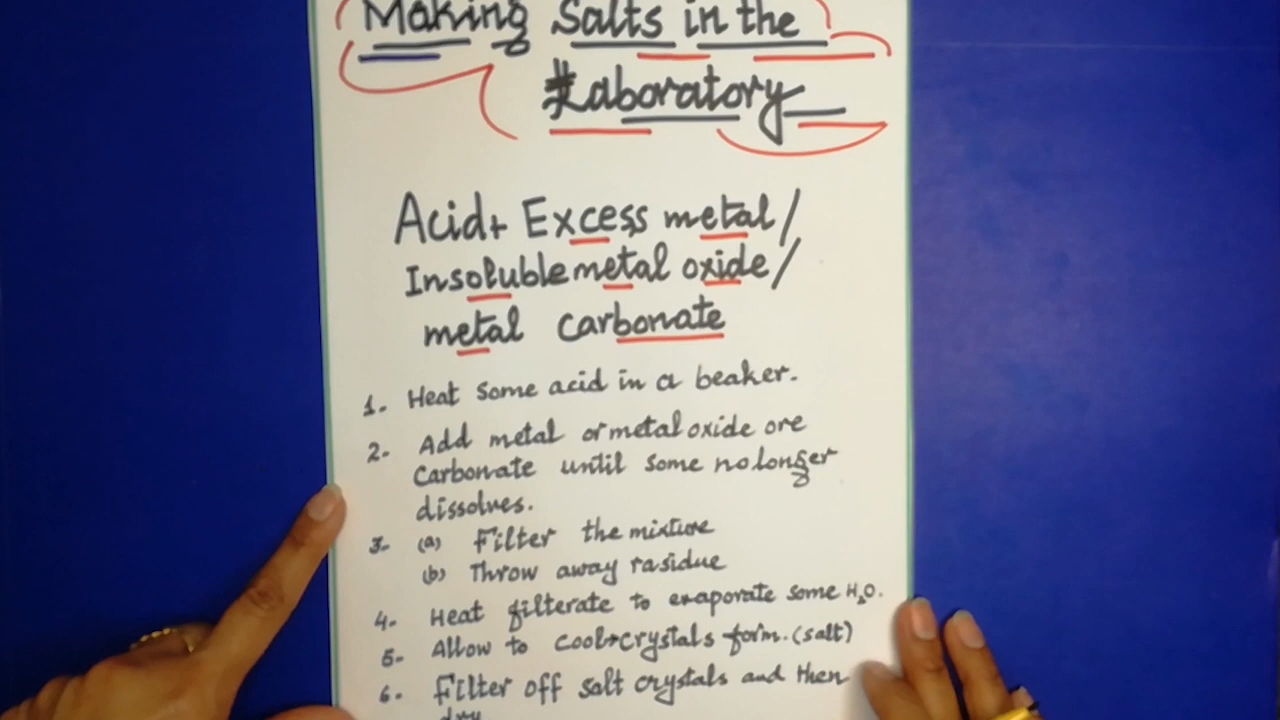 Making Salts in the
#Laboratory
Acid+ Excess metal/
Insoluble metal oxide/
metal carbonate
1. Heat some acid in a beaker.
2. Add metal or metal oxide ore
Carbonate until some no longer
dissolves.
3. (a) Filter the mixture
(b) Throw away rasidue
4. Heat filterate to evaporate some H₂O.
5. Allow to cool→crystals form. (salt)
6. Filter off salt crystals and then
dry